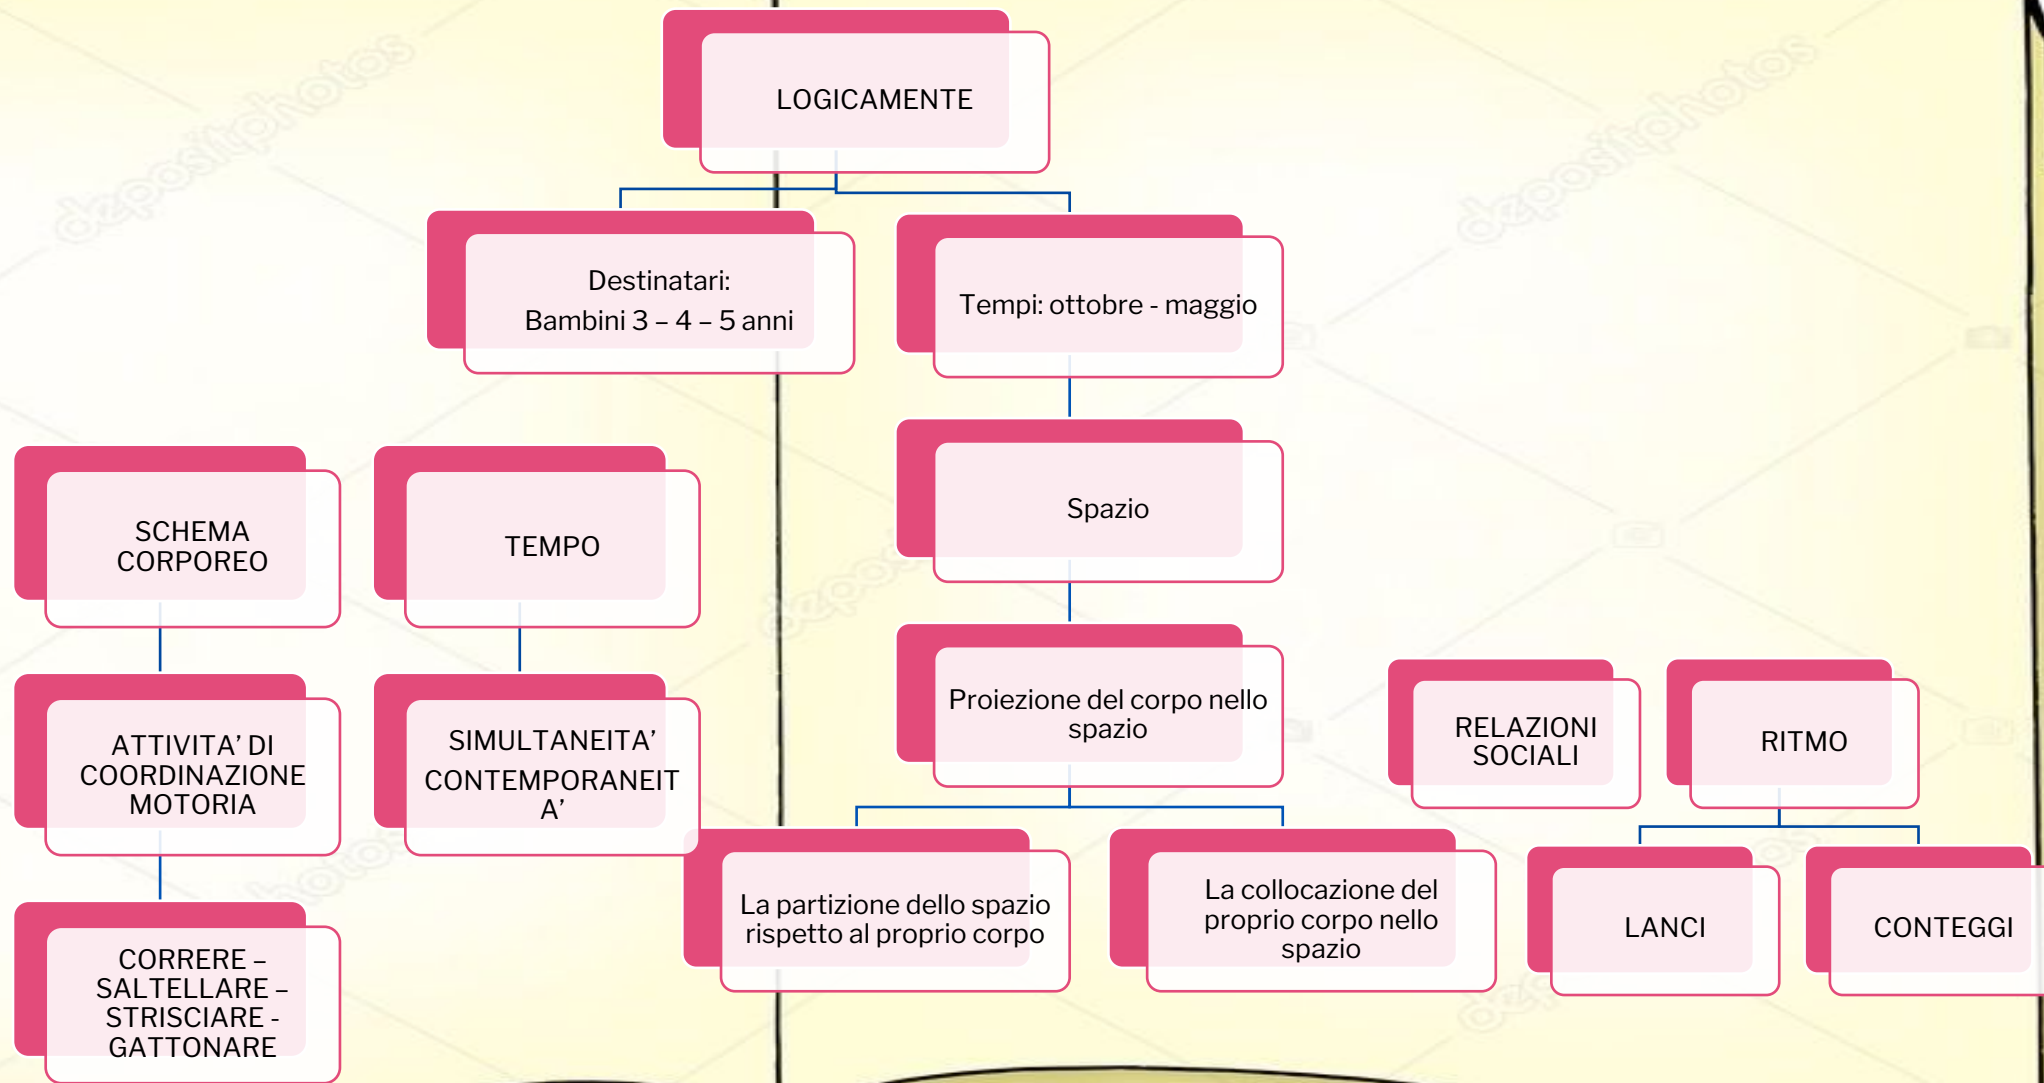 LOGICAMENTE
Destinatari:
Bambini 3 – 4 – 5 anni
Tempi: ottobre - maggio
Spazio
SCHEMA
CORPOREO
TEMPO
Proiezione del corpo nello
spazio
ATTIVITA’ DI
COORDINAZIONE
MOTORIA
SIMULTANEITA’
CONTEMPORANEIT
A’
RELAZIONI
SOCIALI
RITMO
La partizione dello spazio
rispetto al proprio corpo
La collocazione del
proprio corpo nello
spazio
LANCI
CONTEGGI
CORRERE –
SALTELLARE –
STRISCIARE -
GATTONARE
depositphotos
depositphotos